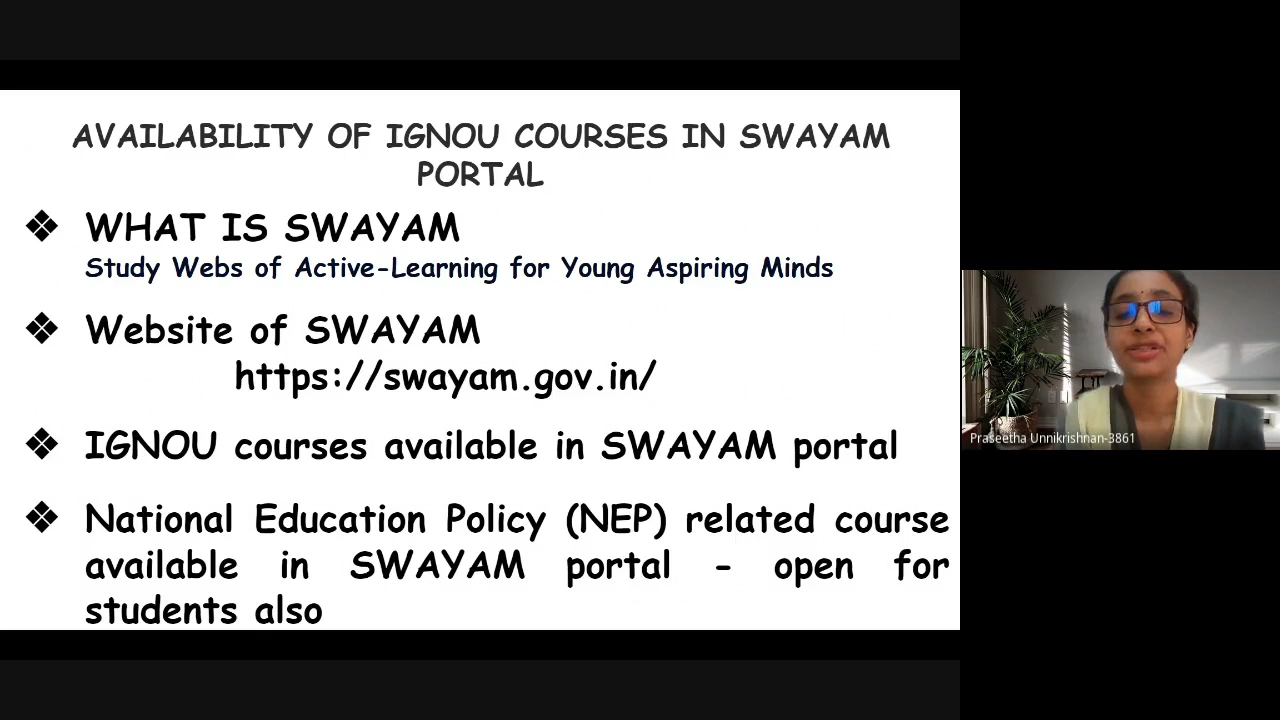 AVAILABILITY OF IGNOU COURSES IN SWAYAM
PORTAL
❖ WHAT IS SWAYAM
Study Webs of Active-Learning for Young Aspiring Minds
❖ Website of SWAYAM
https://swayam.gov.in/
❖ IGNOU courses available in SWAYAM portal
❖ National Education Policy (NEP) related course
available in SWAYAM portal - open for
students also
Praseetha Unnikrishnan-3861